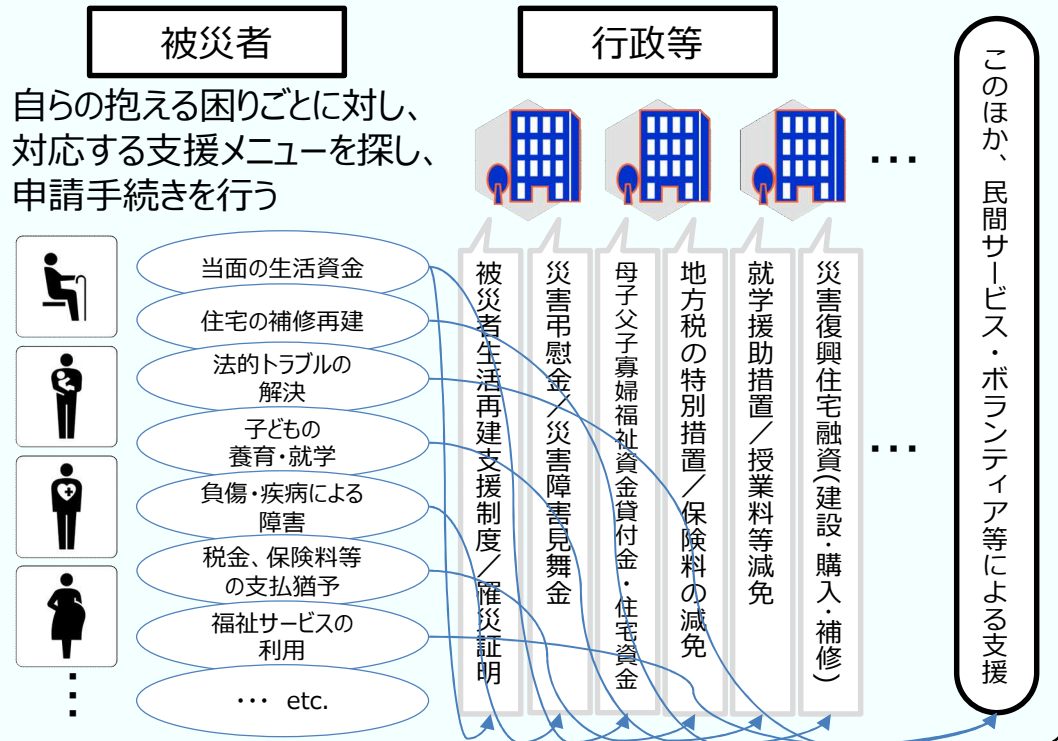 被災者
行政等
自らの抱える困りごとに対し、
対応する支援メニューを探し、
申請手続きを行う
当面の生活資金
住宅の補修再建
法的トラブルの
解決
子どもの
養育・就学
負傷・疾病による
障害
税金、保険料等
の支払猶予
福祉サービスの
利用
… etc.
⋮
被災者生活再建支援制度／罹災証明
災害弔慰金／災害障害見舞金
母子父子寡婦福祉資金貸付金・住宅資金
地方税の特別措置／保険料の減免
就学援助措置／授業料等減免
災害復興住宅融資(建設・購入・補修)
…
…
このほか、民間サービス・ボランティア等による支援